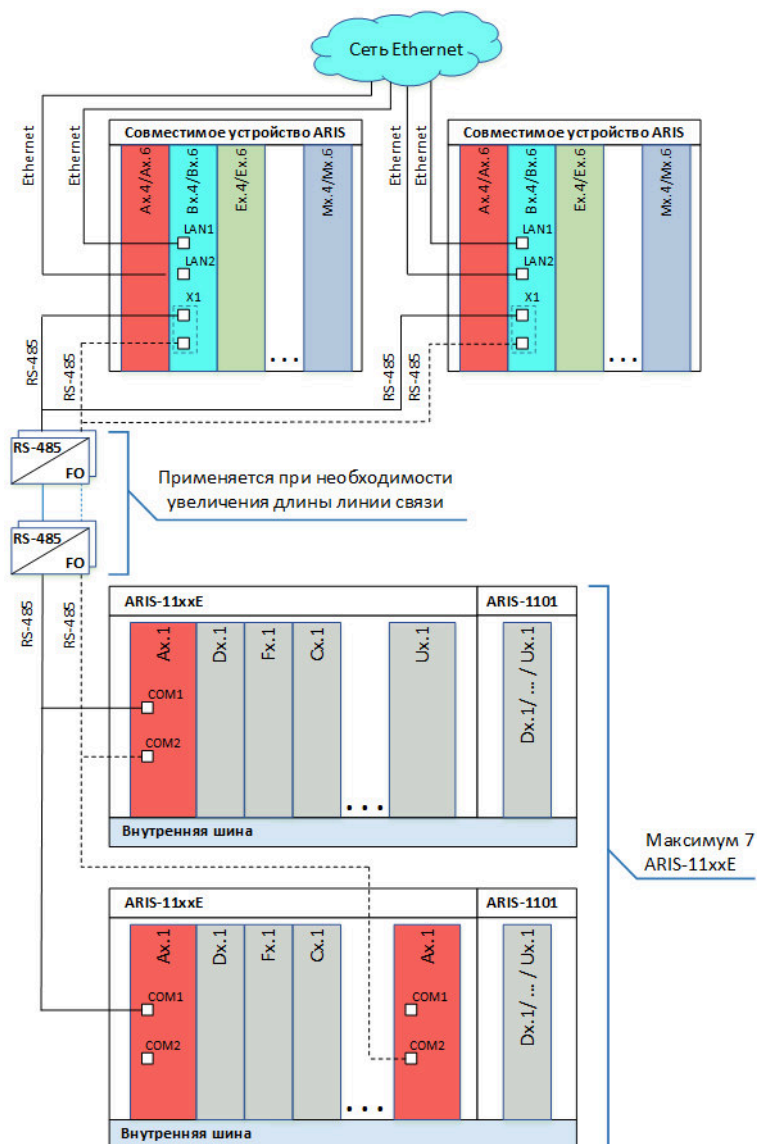 Сеть Ethernet
Ethernet
Ethernet
Ethernet
Ethernet
Совместимое устройство ARIS
Ax.4/Ax.6
Bx.4/Bx.6
Ex.4/Ex.6
Mx.4/Mx.6
LAN1
LAN2
X1
...
Совместимое устройство ARIS
Ax.4/Ax.6
Bx.4/Bx.6
Ex.4/Ex.6
Mx.4/Mx.6
LAN1
LAN2
X1
...
RS-485
RS-485
RS-485
RS-485
RS-485
FO
Применяется при необходимости
увеличения длины линии связи
RS-485
FO
RS-485
RS-485
ARIS-11xxE
ARIS-1101
Ax.1
Dx.1
Fx.1
Cx.1
Ux.1
Dx.1/ ... / Ux.1
COM1
COM2
...
Внутренняя шина
Максимум 7
ARIS-11xxE
ARIS-11xxE
ARIS-1101
Ax.1
Dx.1
Fx.1
Cx.1
Ax.1
Dx.1/ ... / Ux.1
COM1
COM1
COM2
COM2
...
Внутренняя шина